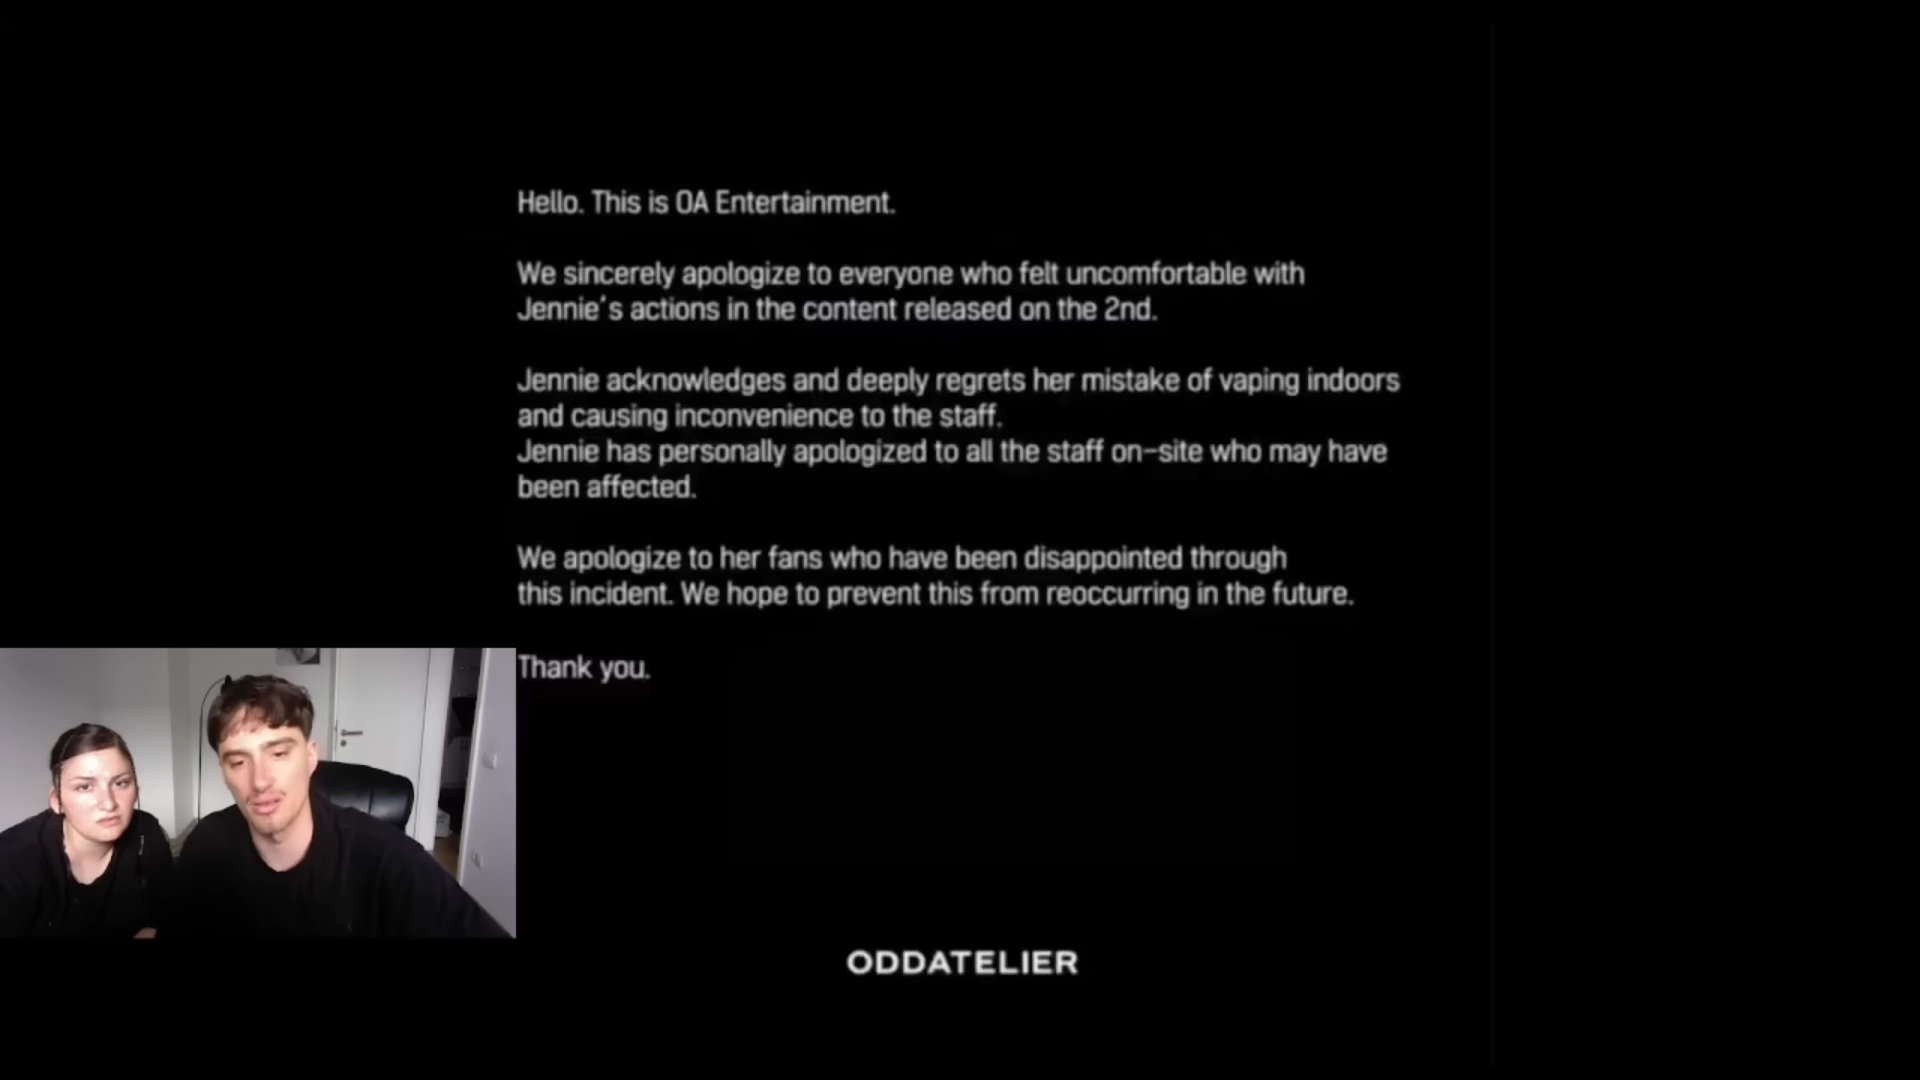 Hello. This is OA Entertainment.
We sincerely apologize to everyone who felt uncomfortable with
Jennie's actions in the content released on the 2nd.
Jennie acknowledges and deeply regrets her mistake of vaping indoors
and causing inconvenience to the staff.
Jennie has personally apologized to all the staff on-site who may have
been affected.
We apologize to her fans who have been disappointed through
this incident. We hope to prevent this from reoccurring in the future.
Thank you.
ODDATELIER